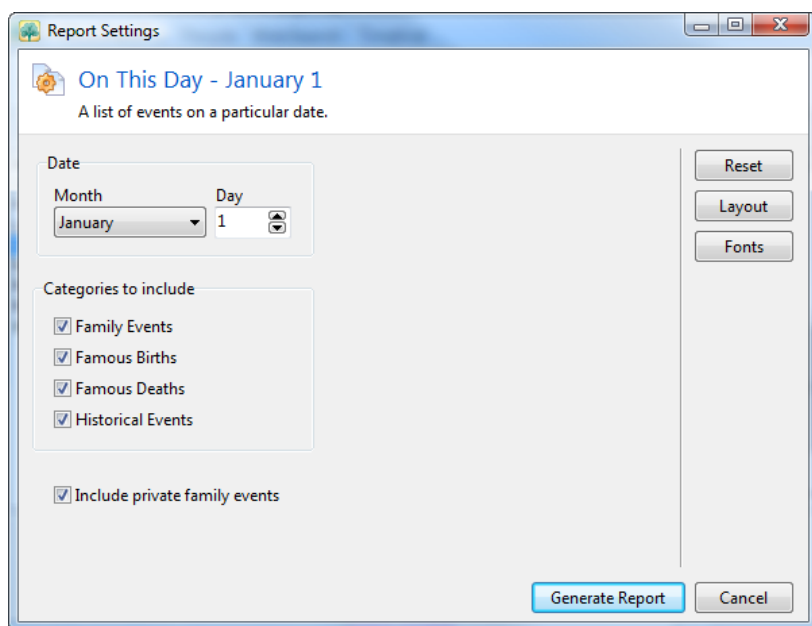 Report Settings
On This Day - January 1
A list of events on a particular date.
Date
Month Day
January 1
Categories to include
Family Events
Famous Births
Famous Deaths
Historical Events
Include private family events
Reset
Layout
Fonts
Generate Report Cancel